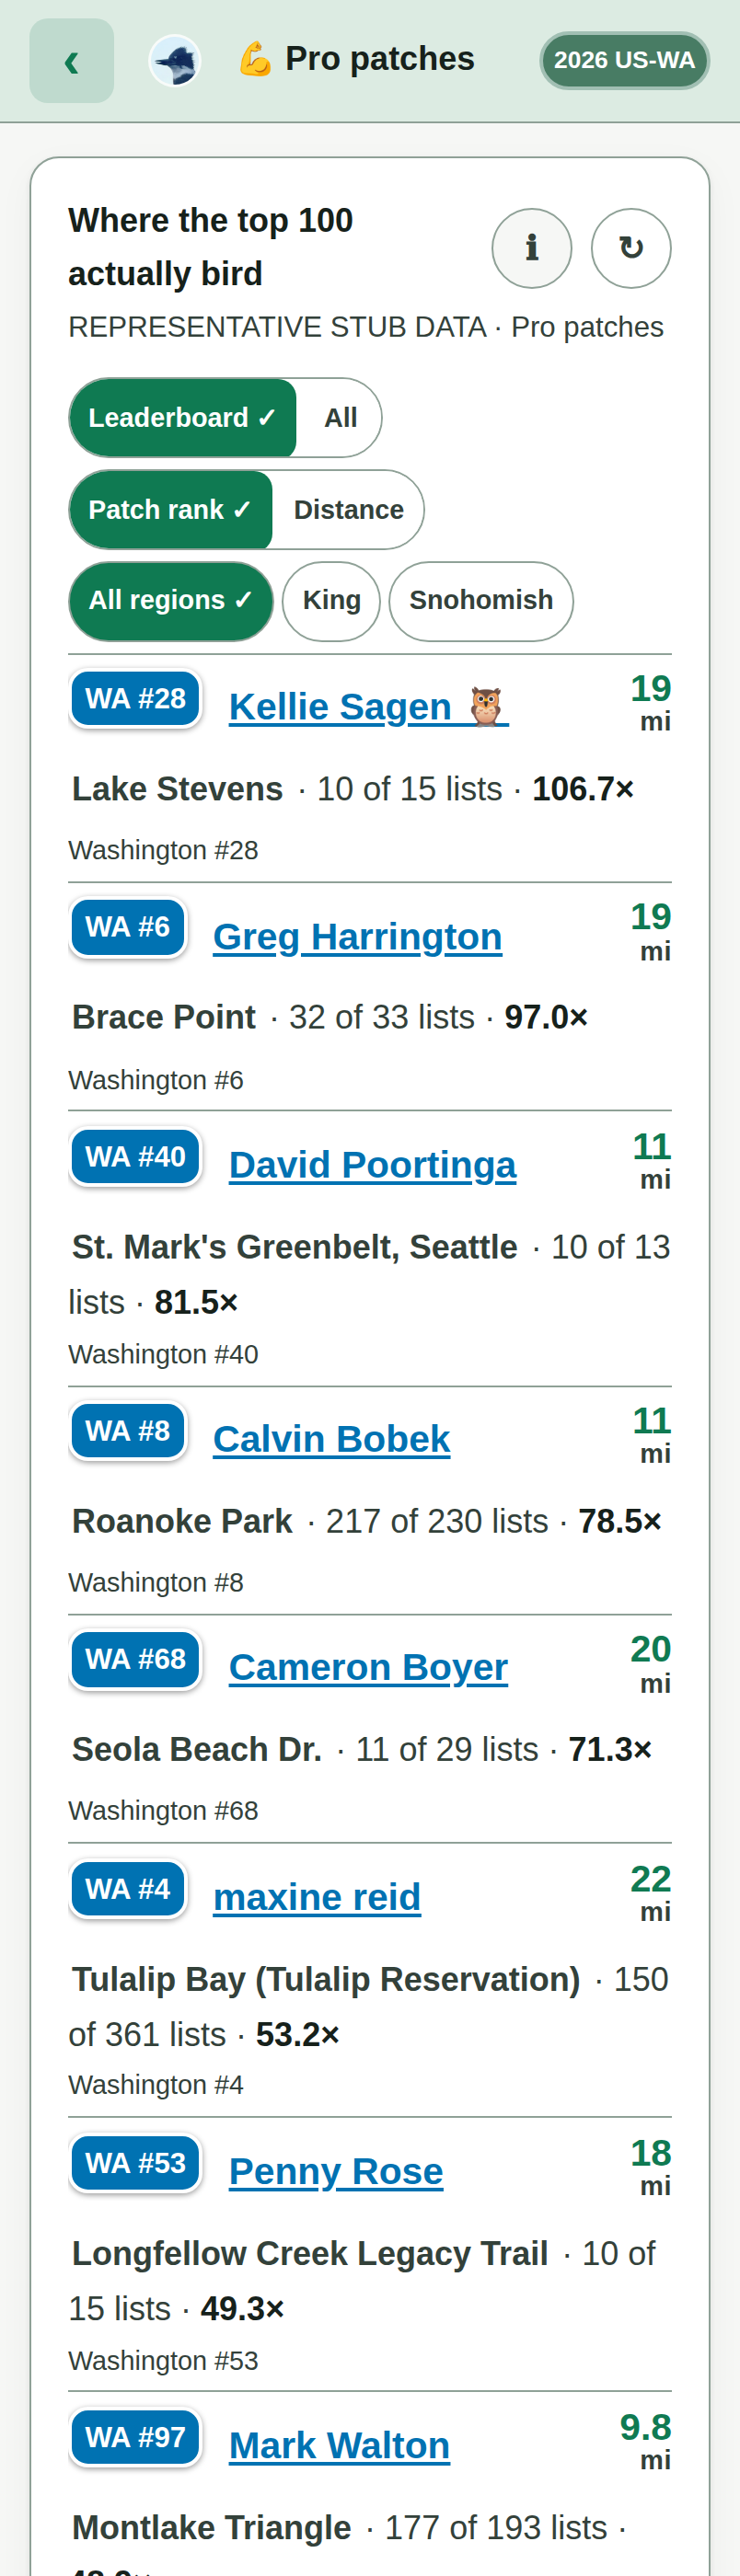 ‹ 💪 Pro patches 2026 US-WA
Where the top 100
actually bird
ℹ ↻
REPRESENTATIVE STUB DATA · Pro patches
Leaderboard ✓ All
Patch rank ✓ Distance
All regions ✓ King Snohomish
WA #28 Kellie Sagen 🦉 19
mi
Lake Stevens · 10 of 15 lists · 106.7×
Washington #28
WA #6 Greg Harrington 19
mi
Brace Point · 32 of 33 lists · 97.0×
Washington #6
WA #40 David Poortinga 11
mi
St. Mark's Greenbelt, Seattle · 10 of 13
lists · 81.5×
Washington #40
WA #8 Calvin Bobek 11
mi
Roanoke Park · 217 of 230 lists · 78.5×
Washington #8
WA #68 Cameron Boyer 20
mi
Seola Beach Dr. · 11 of 29 lists · 71.3×
Washington #68
WA #4 maxine reid 22
mi
Tulalip Bay (Tulalip Reservation) · 150
of 361 lists · 53.2×
Washington #4
WA #53 Penny Rose 18
mi
Longfellow Creek Legacy Trail · 10 of
15 lists · 49.3×
Washington #53
WA #97 Mark Walton 9.8
mi
Montlake Triangle · 177 of 193 lists ·